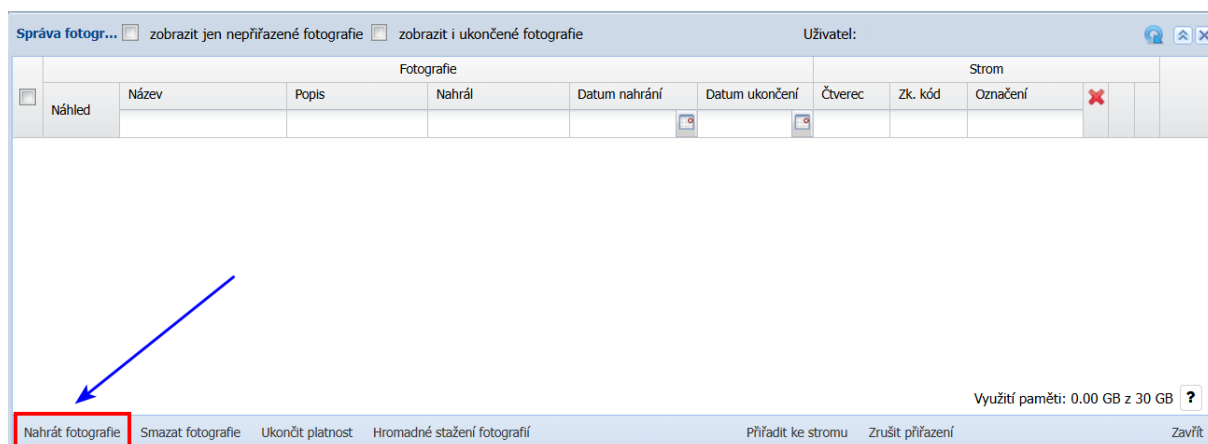 Správa fotogr... zobrazit jen nepřiřazené fotografie zobrazit i ukončené fotografie Uživatel:
Fotografie Strom
Náhled Název Popis Nahrál Datum nahrání Datum ukončení Čtverec Zk. kód Označení
Využití paměti: 0.00 GB z 30 GB ?
Nahrát fotografie Smazat fotografie Ukončit platnost Hromadné stažení fotografií Přiřadit ke stromu Zrušit přiřazení Zavřít